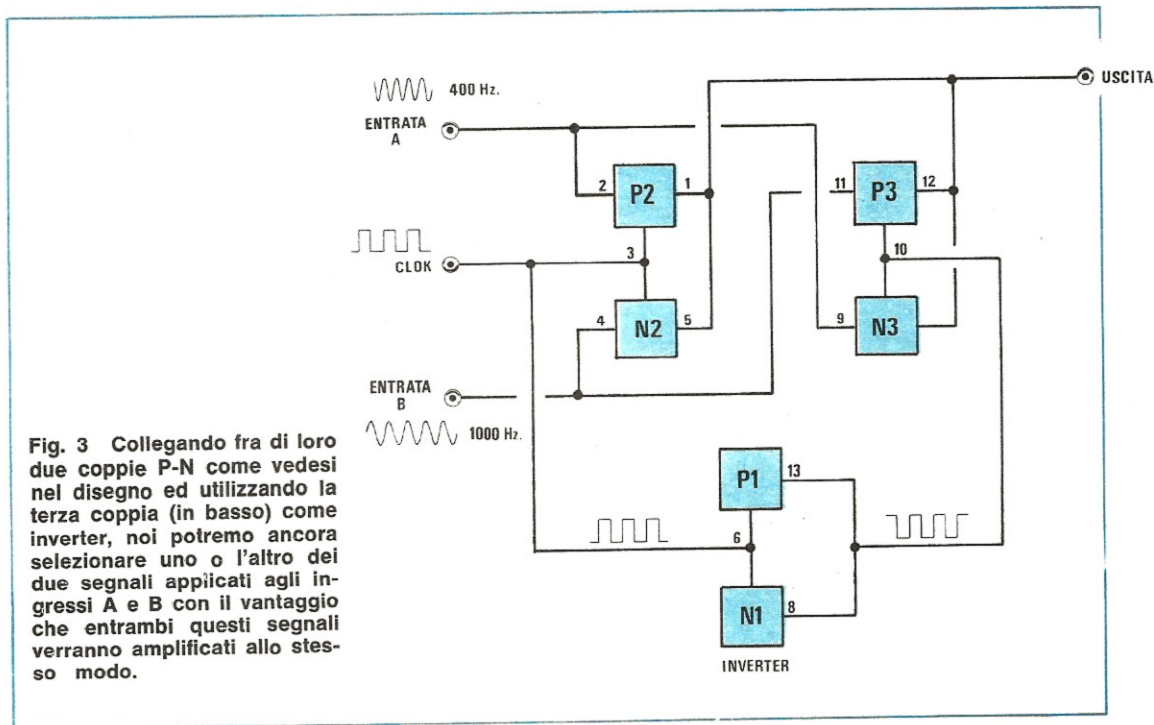 400 Hz.
USCITA
ENTRATA
A
2
P2
1
11
P3
12
3
10
CLOK
4
N2
5
9
N3
ENTRATA
B
1000 Hz.
P1
13
6
N1
8
INVERTER
Fig. 3 Collegando fra di loro
due coppie P-N come vedesi
nel disegno ed utilizzando la
terza coppia (in basso) come
inverter, noi potremo ancora
selezionare uno o l'altro dei
due segnali applicati agli in-
gressi A e B con il vantaggio
che entrambi questi segnali
verranno amplificati allo stes-
so modo.